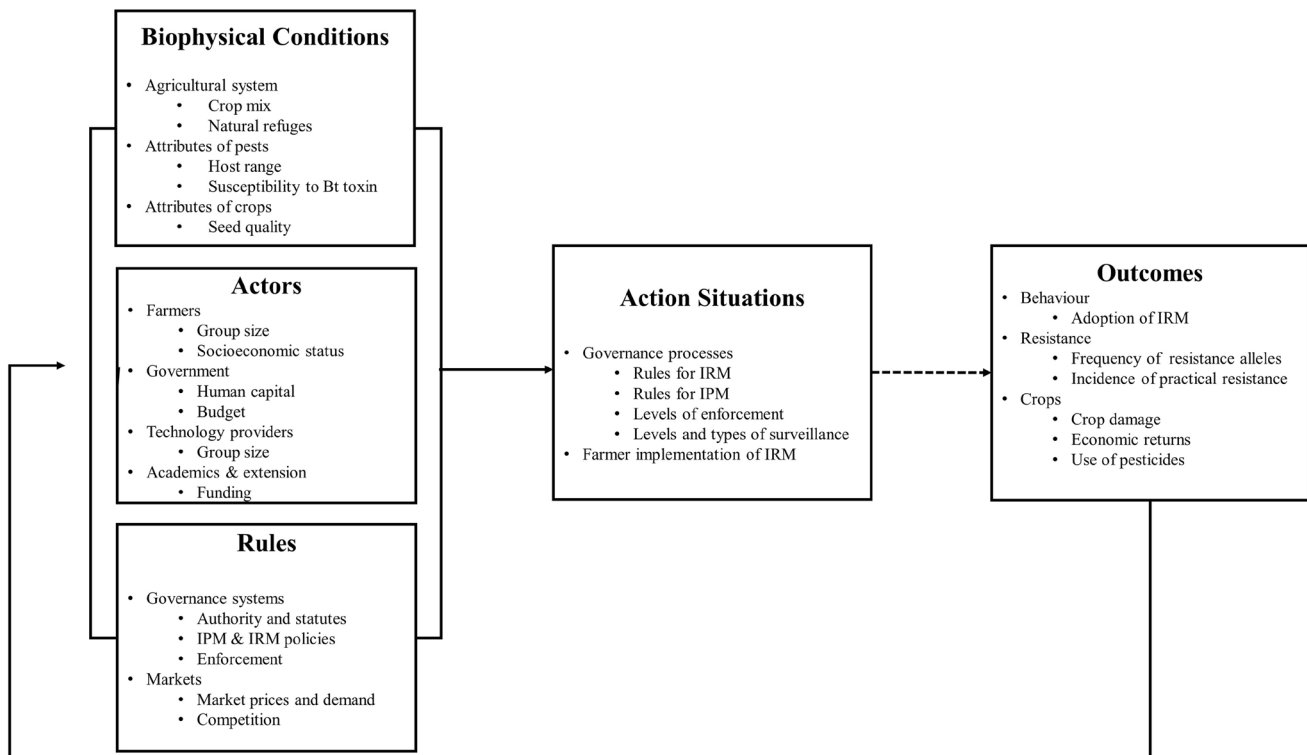 Biophysical Conditions
• Agricultural system
• Crop mix
• Natural refuges
• Attributes of pests
• Host range
• Susceptibility to Bt toxin
• Attributes of crops
• Seed quality
Actors
• Farmers
• Group size
• Socioeconomic status
• Government
• Human capital
• Budget
• Technology providers
• Group size
• Academics & extension
• Funding
Rules
• Governance systems
• Authority and statutes
• IPM & IRM policies
• Enforcement
• Markets
• Market prices and demand
• Competition
Action Situations
• Governance processes
• Rules for IRM
• Rules for IPM
• Levels of enforcement
• Levels and types of surveillance
• Farmer implementation of IRM
Outcomes
• Behaviour
• Adoption of IRM
• Resistance
• Frequency of resistance alleles
• Incidence of practical resistance
• Crops
• Crop damage
• Economic returns
• Use of pesticides